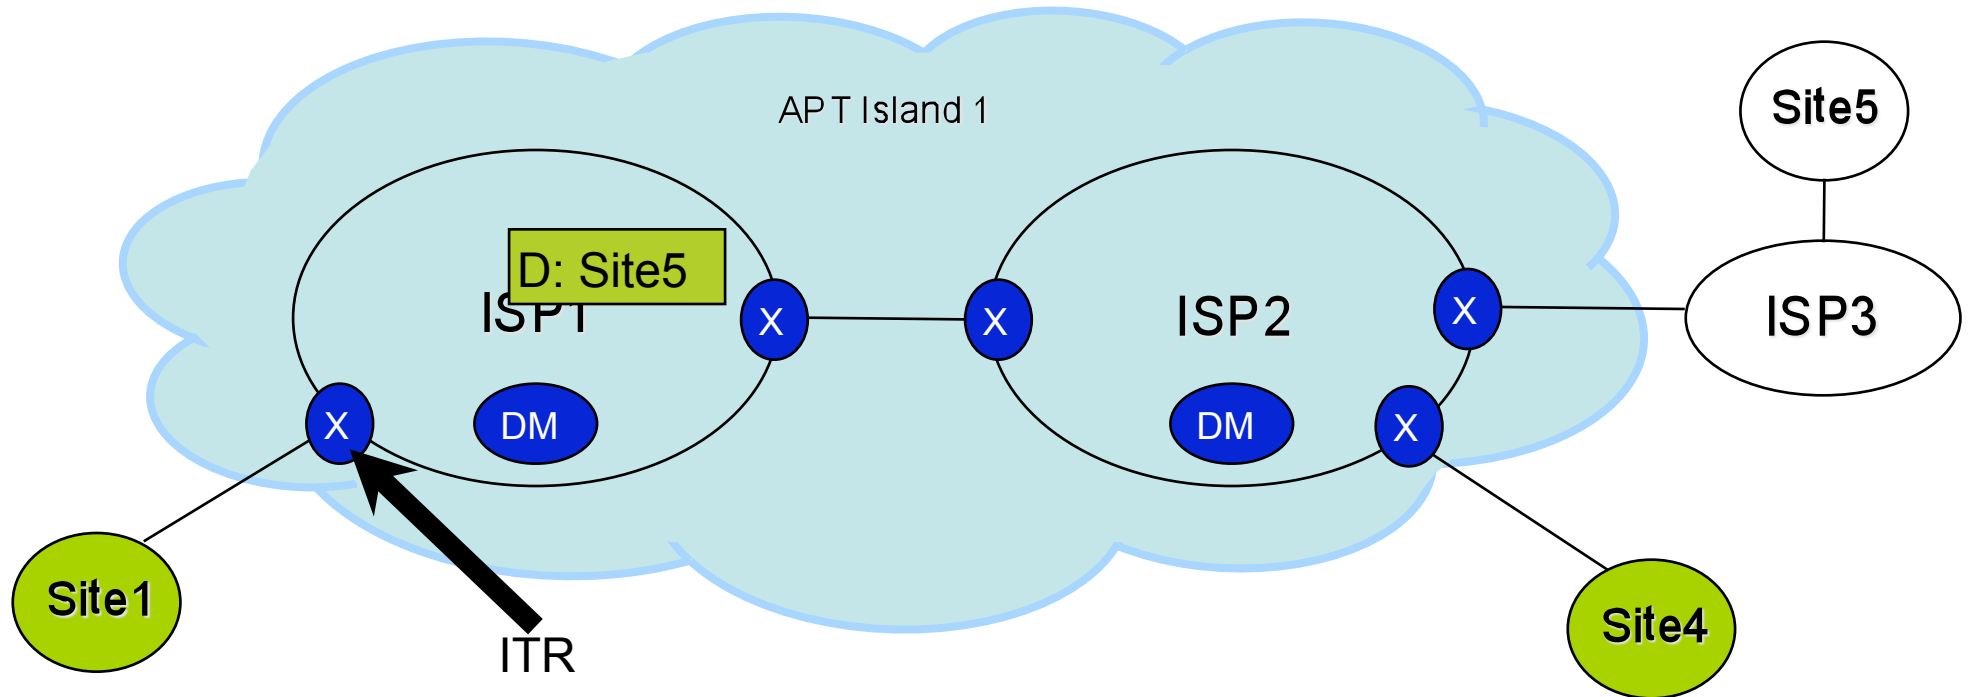 APT Island 1
Site5
D: Site5
ISP1
X
X
ISP2
X
ISP3
X
DM
DM
X
Site1
ITR
Site4